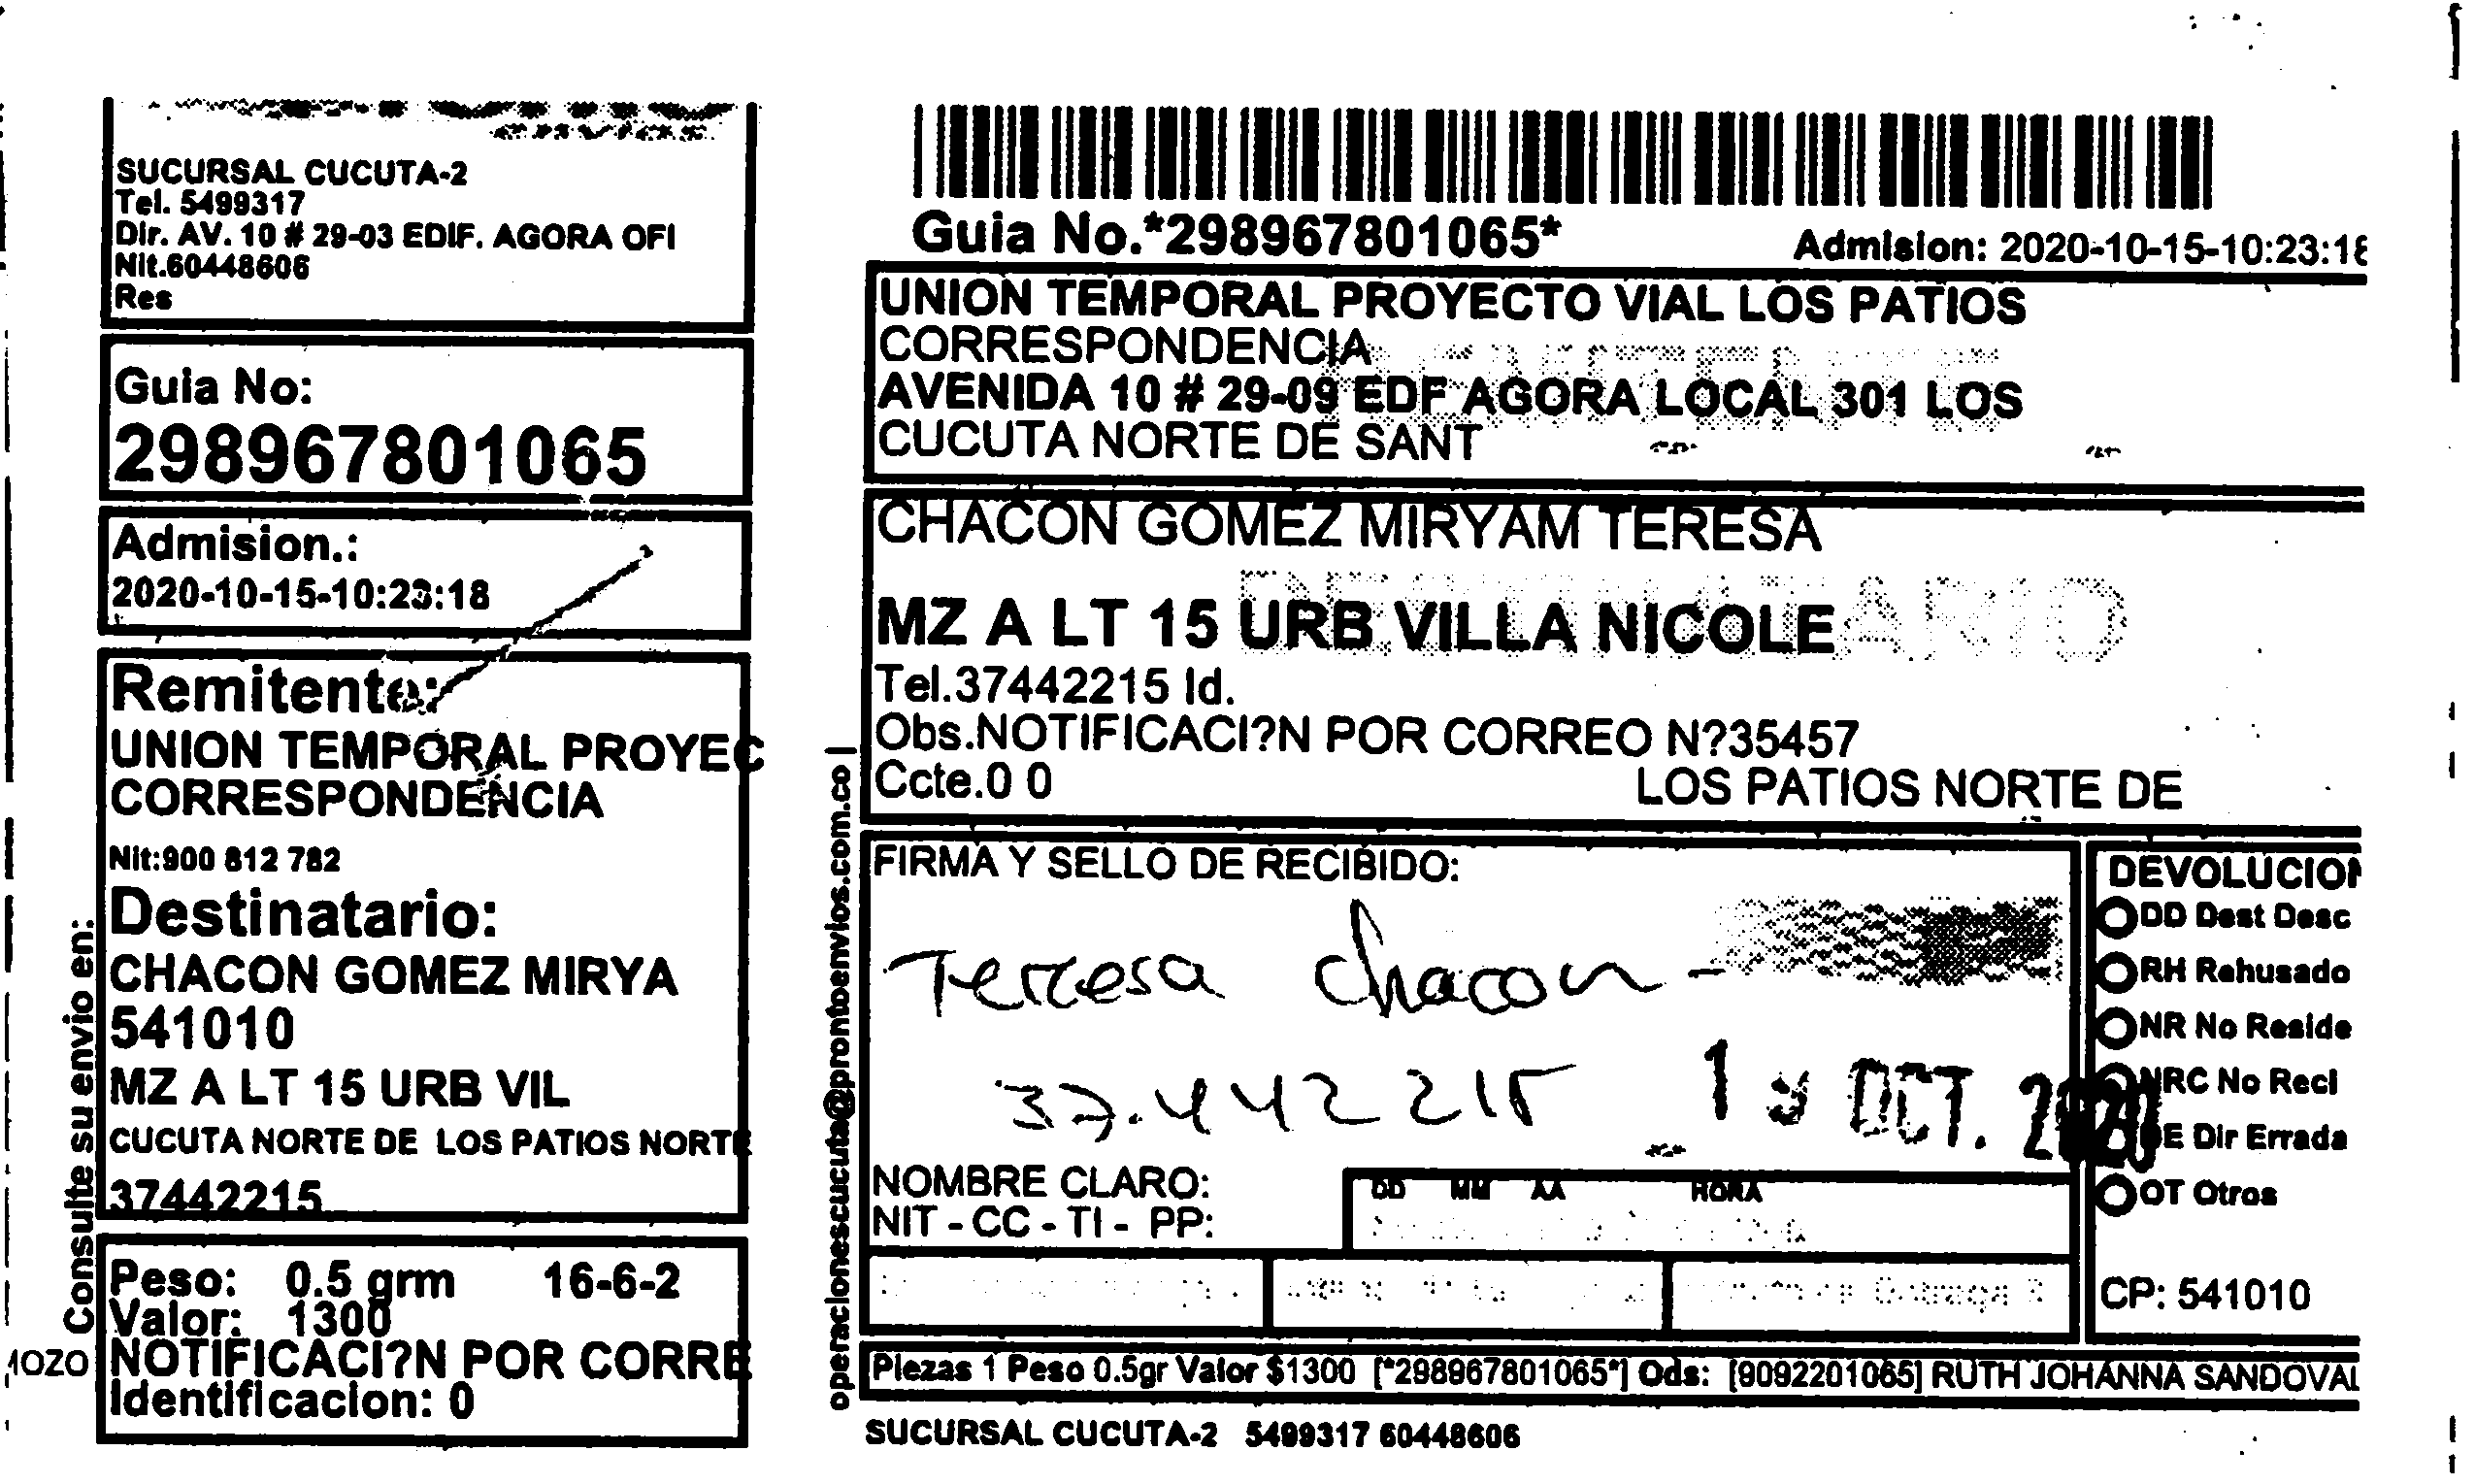 SUCURSAL CUCUTA-2
Tel. 5499317
Dir. AV. 10 # 29-03 EDIF. AGORA OFI
Nit.60448606
Res
Guia No:
298967801065
Admision.:
2020-10-15-10:23:18
Remitente:
UNION TEMPORAL PROYEC
CORRESPONDENCIA
Nit:900 812 782
Destinatario:
CHACON GOMEZ MIRYA
541010
MZ A LT 15 URB VIL
CUCUTA NORTE DE LOS PATIOS NORTE
37442215
Peso: 0.5 grm 16-6-2
Valor: 1300
NOTIFICACI?N POR CORRE
Identificacion: 0
Consulte su envio en:
operacionescucuta@prontoenvios.com.co |
Guia No.*298967801065*
Admision: 2020-10-15-10:23:18
UNION TEMPORAL PROYECTO VIAL LOS PATIOS
CORRESPONDENCIA
AVENIDA 10 # 29-09 EDF AGORA LOCAL 301 LOS
CUCUTA NORTE DE SANT
CHACON GOMEZ MIRYAM TERESA
DESTINATARIO
MZ A LT 15 URB VILLA NICOLE
Tel.37442215 Id.
Obs.NOTIFICACI?N POR CORREO N?35457
Ccte.0 0
LOS PATIOS NORTE DE
FIRMA Y SELLO DE RECIBIDO:
Teresa chacon
37.442215
OCT. 2020
NOMBRE CLARO:
NIT - CC - TI - PP:
DD MM AA HORA
DEVOLUCION
DD Dest Desc
RH Rehusado
NR No Reside
NRC No Reci
DE Dir Errada
OT Otros
CP: 541010
Piezas 1 Peso 0.5gr Valor $1300 [*298967801065*] Ods: [9092201065] RUTH JOHANNA SANDOVAL
SUCURSAL CUCUTA-2 5499317 60448606